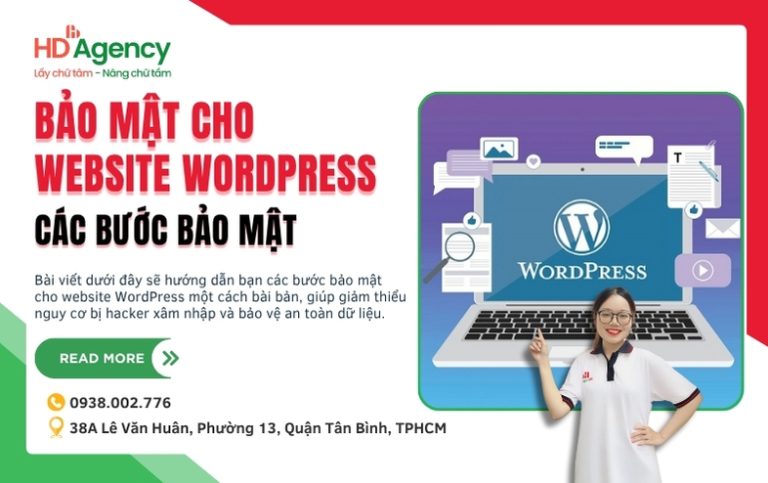 HD Agency
Lấy chữ tâm - Nâng chữ tầm
BẢO MẬT CHO
WEBSITE WORDPRESS
CÁC BƯỚC BẢO MẬT
Bài viết dưới đây sẽ hướng dẫn bạn các bước bảo mật
cho website WordPress một cách bài bản, giúp giảm thiểu
nguy cơ bị hacker xâm nhập và bảo vệ an toàn dữ liệu.
READ MORE
0938.002.776
38A Lê Văn Huân, Phường 13, Quận Tân Bình, TPHCM
T
W
WORDPRESS